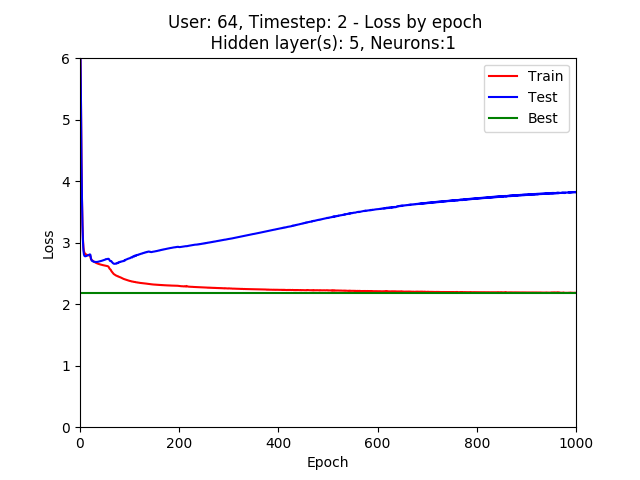 User: 64, Timestep: 2 - Loss by epoch
Hidden layer(s): 5, Neurons:1
Train
Test
Best
6
5
4
3
2
1
0
Loss
0 200 400 600 800 1000
Epoch